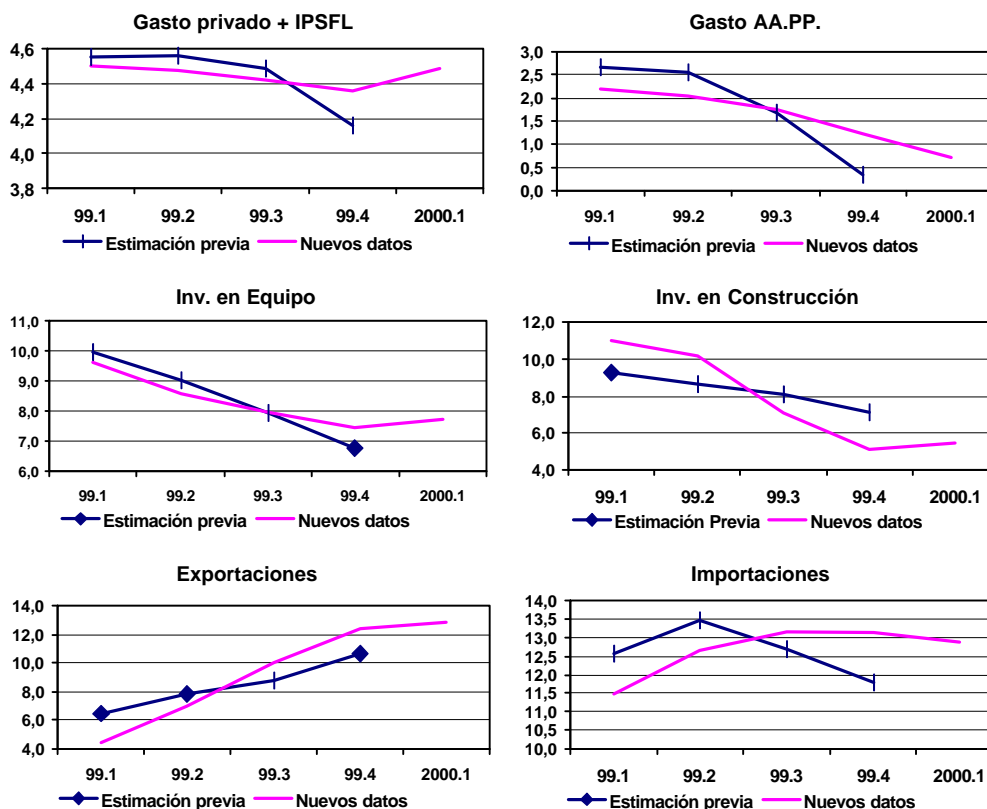 Gasto privado + IPSFL
4,6
4,4
4,2
4,0
3,8
99.1 99.2 99.3 99.4 2000.1
Estimación previa Nuevos datos
Gasto AA.PP.
3,0
2,5
2,0
1,5
1,0
0,5
0,0
99.1 99.2 99.3 99.4 2000.1
Estimación previa Nuevos datos
Inv. en Equipo
11,0
10,0
9,0
8,0
7,0
6,0
99.1 99.2 99.3 99.4 2000.1
Estimación previa Nuevos datos
Inv. en Construcción
12,0
10,0
8,0
6,0
4,0
99.1 99.2 99.3 99.4 2000.1
Estimación Previa Nuevos datos
Exportaciones
14,0
12,0
10,0
8,0
6,0
4,0
99.1 99.2 99.3 99.4 2000.1
Estimación previa Nuevos datos
Importaciones
14,0
13,5
13,0
12,5
12,0
11,5
11,0
10,5
10,0
99.1 99.2 99.3 99.4 2000.1
Estimación previa Nuevos datos